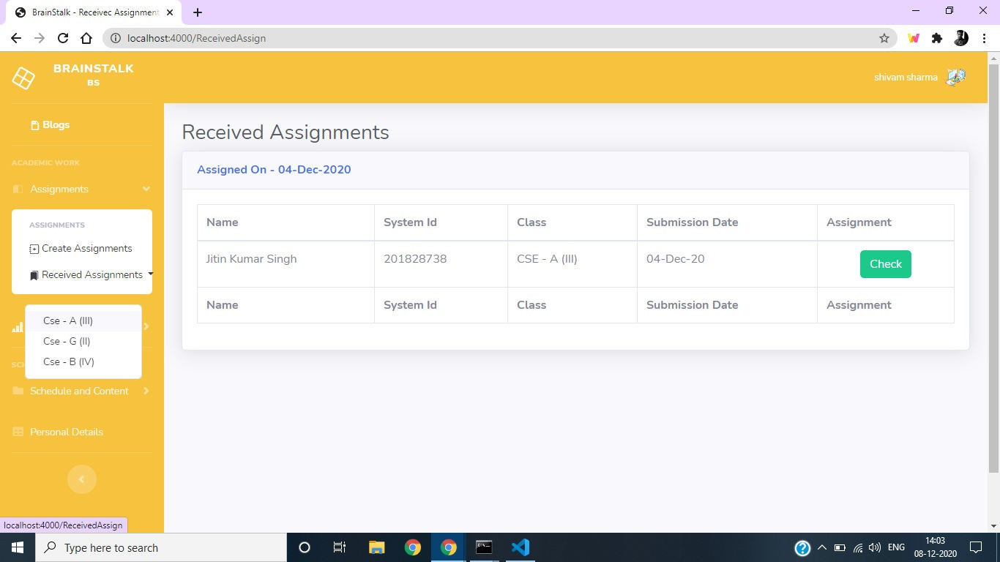 BrainStalk - Receivec Assignment
localhost:4000/ReceivedAssign
BRAINSTALK
BS
shivam sharma
Blogs
ACADEMIC WORK
Assignments
ASSIGNMENTS
Create Assignments
Received Assignments
Cse - A (III)
Cse - G (II)
Cse - B (IV)
Schedule and Content
Personal Details
Received Assignments
Assigned On - 04-Dec-2020
Name System Id Class Submission Date Assignment
Jitin Kumar Singh 201828738 CSE - A (III) 04-Dec-20 Check
Name System Id Class Submission Date Assignment
localhost:4000/ReceivedAssign
Type here to search
ENG
14:03
08-12-2020